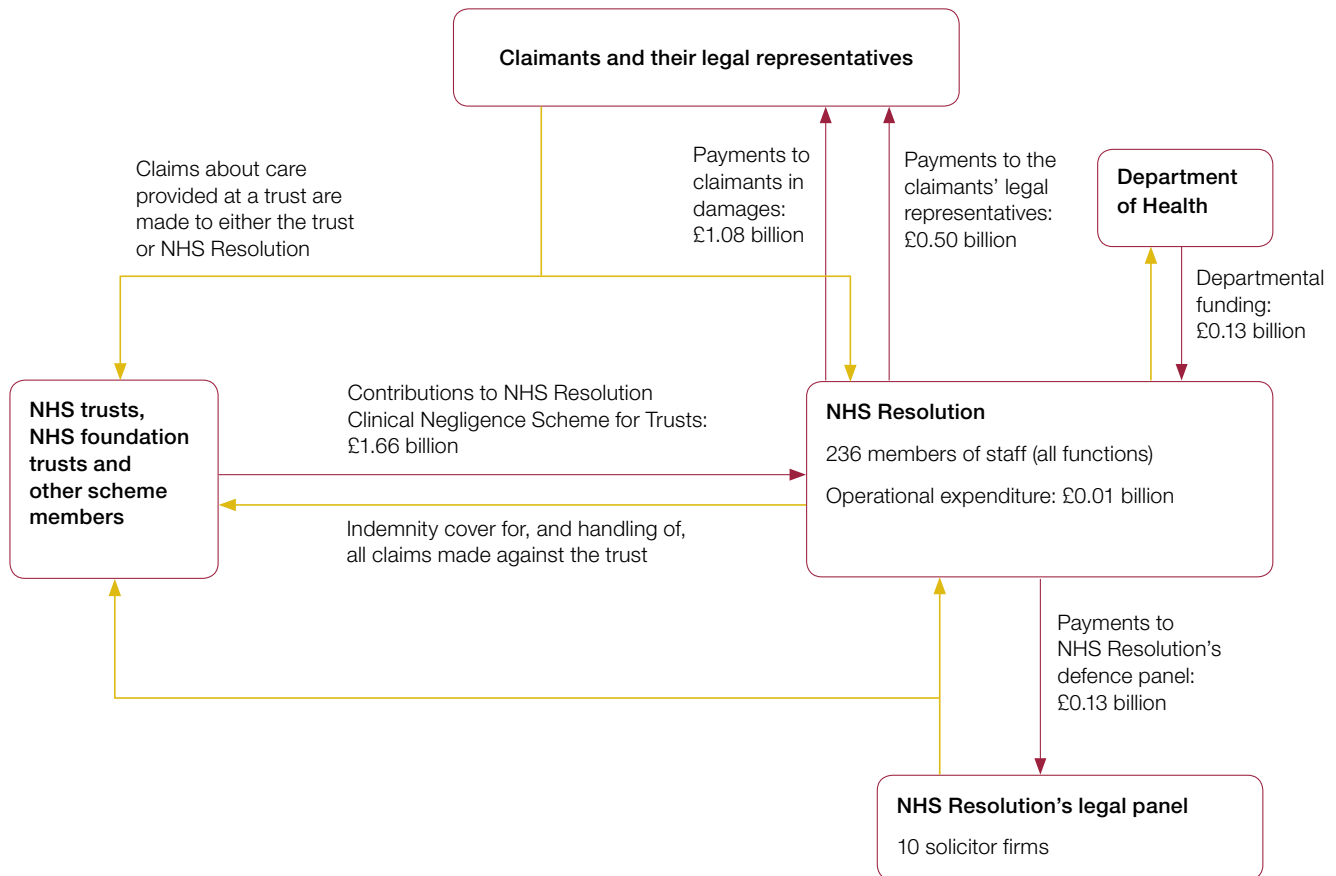 Claimants and their legal representatives
Claims about care
provided at a trust are
made to either the trust
or NHS Resolution
Payments to
claimants in
damages:
£1.08 billion
Payments to the
claimants’ legal
representatives:
£0.50 billion
Department
of Health
Departmental
funding:
£0.13 billion
NHS trusts,
NHS foundation
trusts and
other scheme
members
Contributions to NHS Resolution
Clinical Negligence Scheme for Trusts:
£1.66 billion
Indemnity cover for, and handling of,
all claims made against the trust
NHS Resolution
236 members of staff (all functions)
Operational expenditure: £0.01 billion
Payments to
NHS Resolution’s
defence panel:
£0.13 billion
NHS Resolution’s legal panel
10 solicitor firms